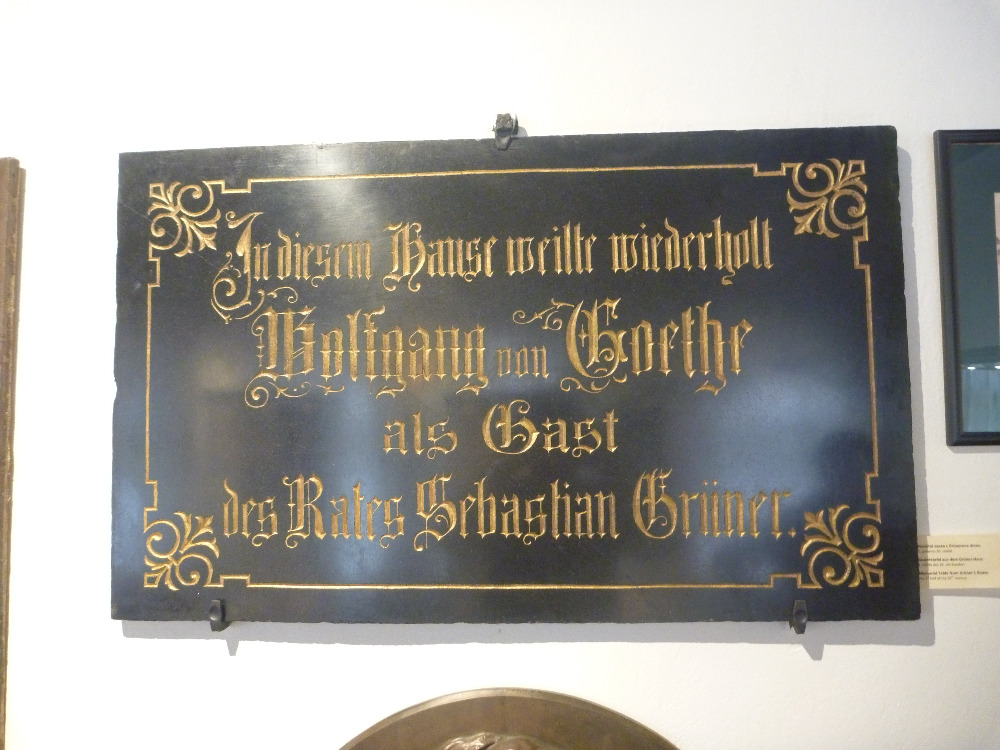 In diesem Hause weilte wiederholt
Wolfgang von Goethe
als Gast
des Rates Sebastian Grüner.